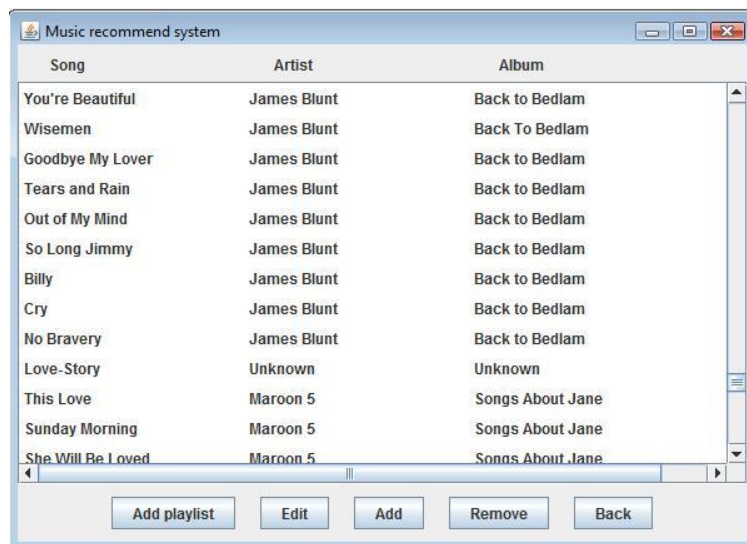 Music recommend system
Song Artist Album
You're Beautiful James Blunt Back to Bedlam
Wisemen James Blunt Back To Bedlam
Goodbye My Lover James Blunt Back to Bedlam
Tears and Rain James Blunt Back to Bedlam
Out of My Mind James Blunt Back to Bedlam
So Long Jimmy James Blunt Back to Bedlam
Billy James Blunt Back to Bedlam
Cry James Blunt Back to Bedlam
No Bravery James Blunt Back to Bedlam
Love-Story Unknown Unknown
This Love Maroon 5 Songs About Jane
Sunday Morning Maroon 5 Songs About Jane
She Will Be Loved Maroon 5 Songs About Jane
Add playlist Edit Add Remove Back